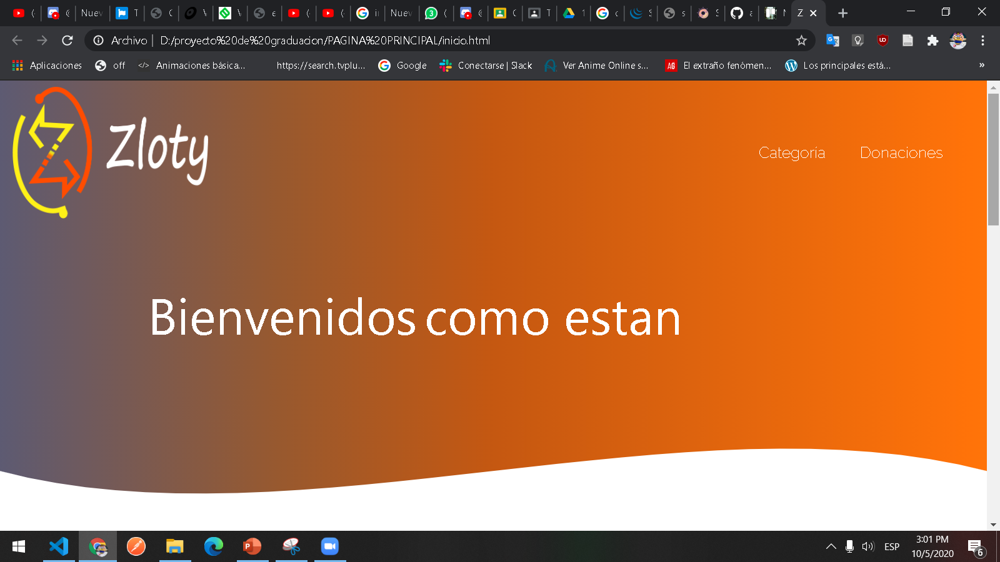 Nuev
Nuev
Z
Archivo
D:/proyecto%20de%20graduacion/PAGINA%20PRINCIPAL/inicio.html
Aplicaciones
off
Animaciones básica...
https://search.tvplu...
Google
Conectarse | Slack
Ver Anime Online s...
El extraño fenómen...
Los principales está...
»
Zloty
Categoría
Donaciones
Bienvenidos como estan
ESP
3:01 PM
10/5/2020
6